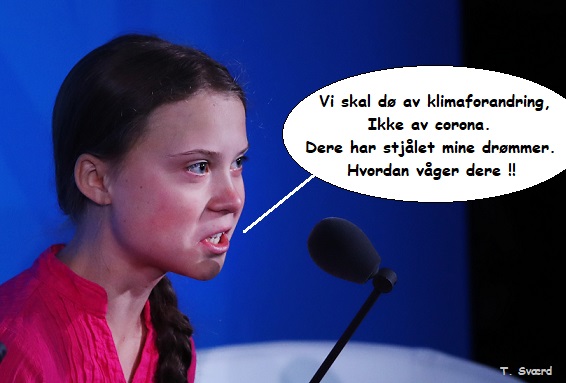 Vi skal dø av klimaforandring,
Ikke av corona.
Dere har stjålet mine drømmer.
Hvordan våger dere !!
T. Sværd